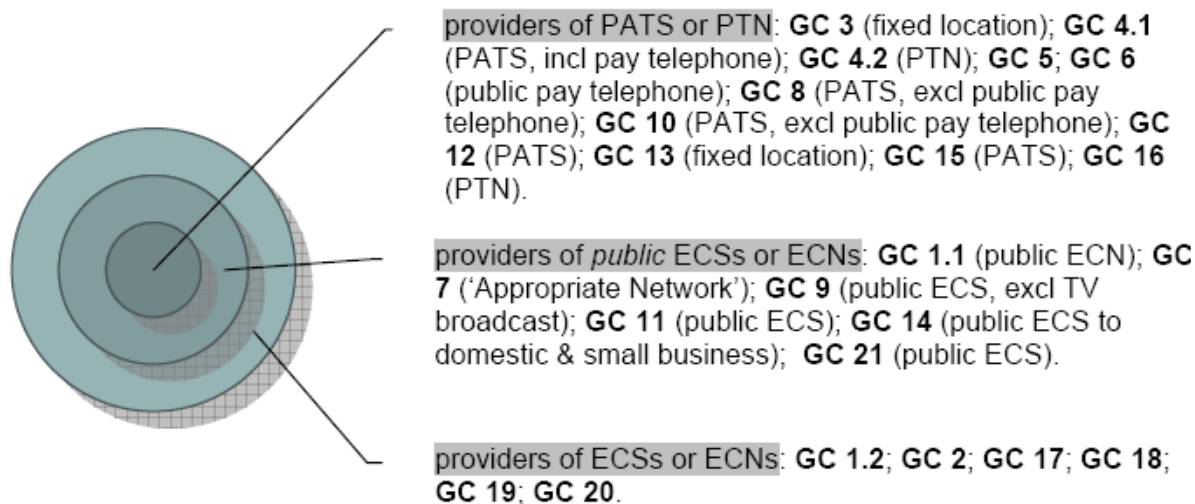 providers of PATS or PTN: GC 3 (fixed location); GC 4.1
(PATS, incl pay telephone); GC 4.2 (PTN); GC 5; GC 6
(public pay telephone); GC 8 (PATS, excl public pay
telephone); GC 10 (PATS, excl public pay telephone); GC
12 (PATS); GC 13 (fixed location); GC 15 (PATS); GC 16
(PTN).
providers of public ECSs or ECNs: GC 1.1 (public ECN); GC
7 (‘Appropriate Network’); GC 9 (public ECS, excl TV
broadcast); GC 11 (public ECS); GC 14 (public ECS to
domestic & small business);  GC 21 (public ECS).
providers of ECSs or ECNs: GC 1.2; GC 2; GC 17; GC 18;
GC 19; GC 20.